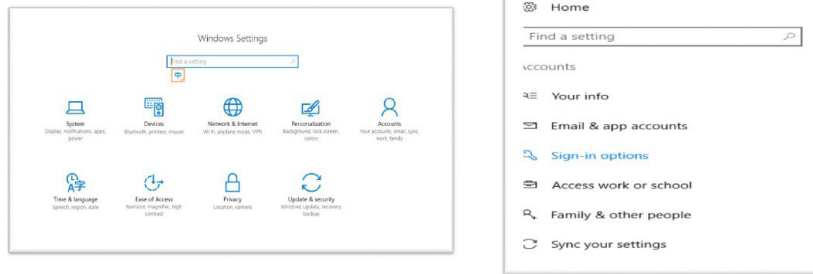 Windows Settings
Find a setting
中
System
Display, notifications, apps,
power
Devices
Bluetooth, printers, mouse
Network & Internet
Wi-Fi, airplane mode, VPN
Personalization
Background, lock screen,
colors
Accounts
Your accounts, email, sync,
work, family
Time & language
Speech, region, date
Ease of Access
Narrator, magnifier, high
contrast
Privacy
Location, camera
Update & security
Windows Update, recovery,
backup
Home
Find a setting
Accounts
Your info
Email & app accounts
Sign-in options
Access work or school
Family & other people
Sync your settings